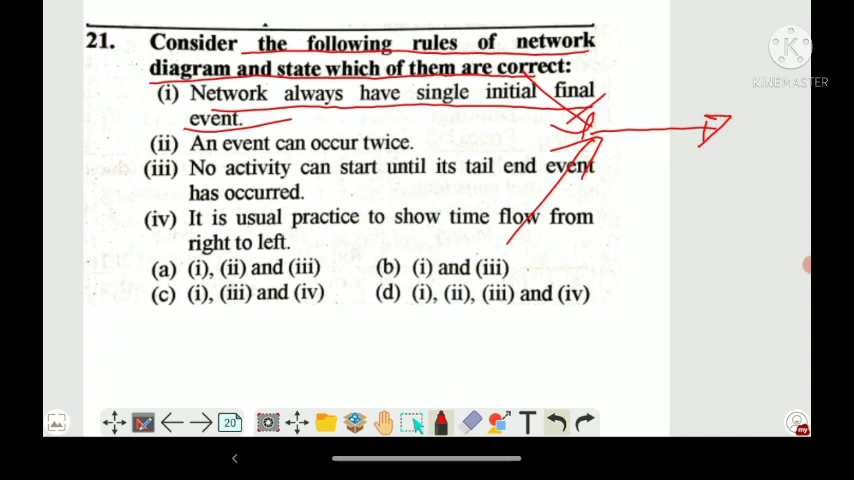 21. Consider the following rules of network
diagram and state which of them are correct:
(i) Network always have single initial final
event.
(ii) An event can occur twice.
(iii) No activity can start until its tail end event
has occurred.
(iv) It is usual practice to show time flow from
right to left.
(a) (i), (ii) and (iii) (b) (i) and (iii)
(c) (i), (iii) and (iv) (d) (i), (ii), (iii) and (iv)
K
KINEMASTER
20
T
my